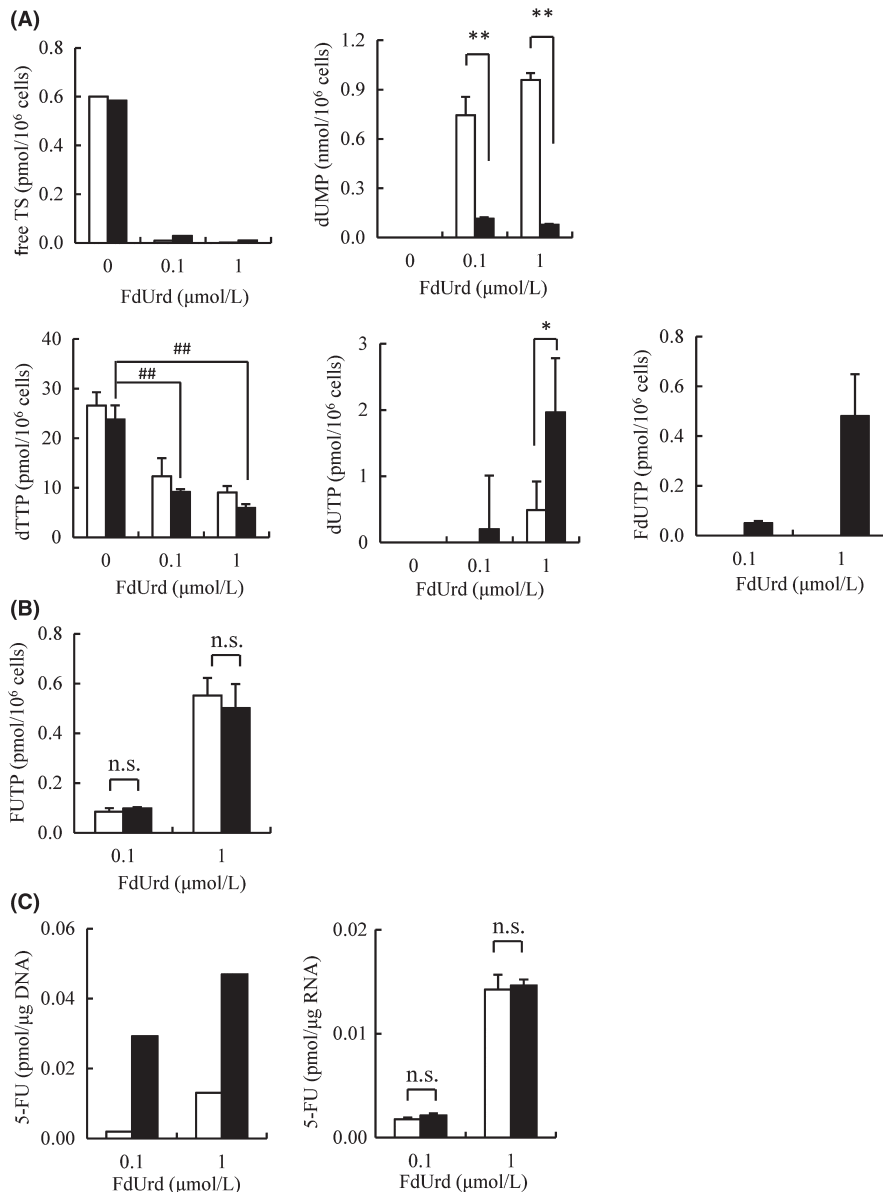 (A)
free TS (pmol/10⁶ cells)
0.8
0.6
0.4
0.2
0.0
0 0.1 1
FdUrd (μmol/L)
dUMP (nmol/10⁶ cells)
1.2
0.9
0.6
0.3
0.0
** **
0 0.1 1
FdUrd (μmol/L)
dTTP (pmol/10⁶ cells)
40
30
20
10
0
##
##
0 0.1 1
FdUrd (μmol/L)
dUTP (pmol/10⁶ cells)
3
2
1
0
*
0 0.1 1
FdUrd (μmol/L)
FdUTP (pmol/10⁶ cells)
0.8
0.6
0.4
0.2
0.0
0.1 1
FdUrd (μmol/L)
(B)
FUTP (pmol/10⁶ cells)
0.8
0.6
0.4
0.2
0.0
n.s.
n.s.
0.1 1
FdUrd (μmol/L)
(C)
5-FU (pmol/μg DNA)
0.06
0.04
0.02
0.00
0.1 1
FdUrd (μmol/L)
5-FU (pmol/μg RNA)
0.02
0.01
0.00
n.s.
n.s.
0.1 1
FdUrd (μmol/L)